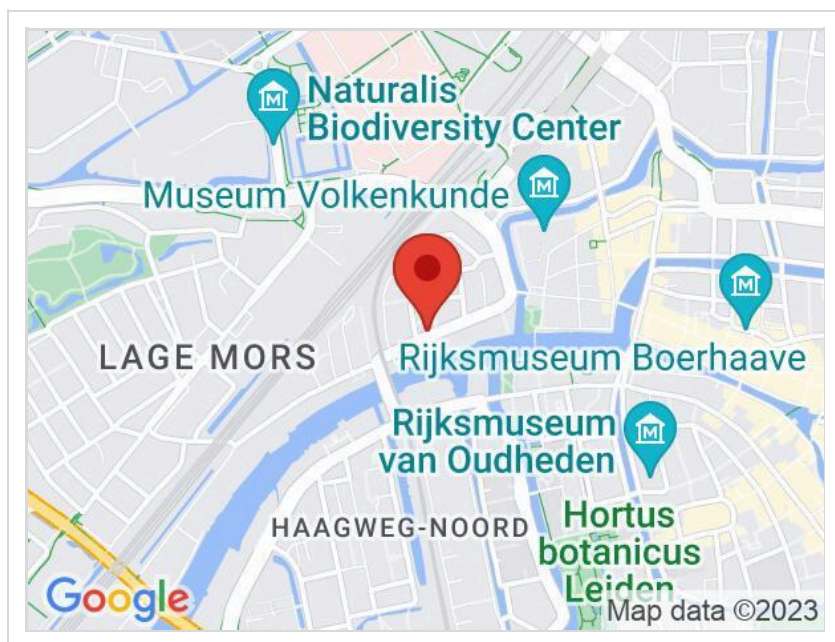 Naturalis
Biodiversity Center
Museum Volkenkunde
LAGE MORS
Rijksmuseum Boerhaave
Rijksmuseum
van Oudheden
HAAGWEG-NOORD
Hortus
botanicus
Leiden
Google
Map data ©2023